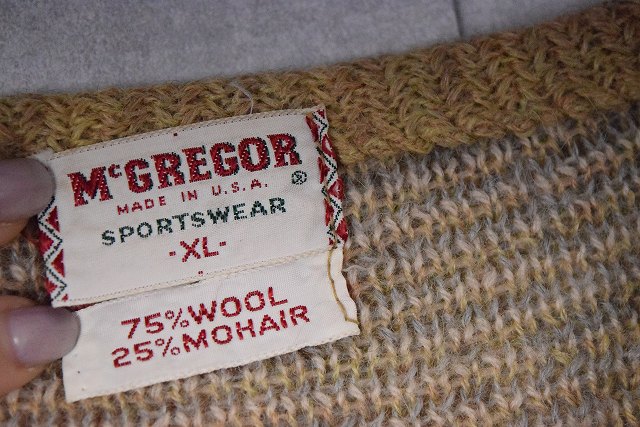 McGREGOR ®
MADE IN U.S.A.
SPORTSWEAR
-XL-
75%WOOL
25%MOHAIR